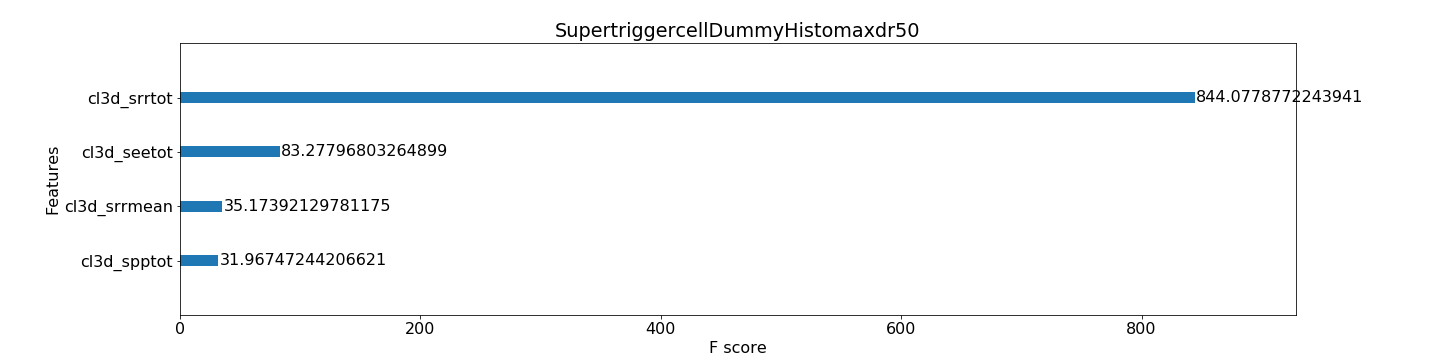 SupertriggercellDummyHistomaxdr50
cl3d_srrtot
844.0778772243941
cl3d_seetot
83.27796803264899
cl3d_srrmean
35.17392129781175
cl3d_spptot
31.96747244206621
Features
0 200 400 600 800
F score